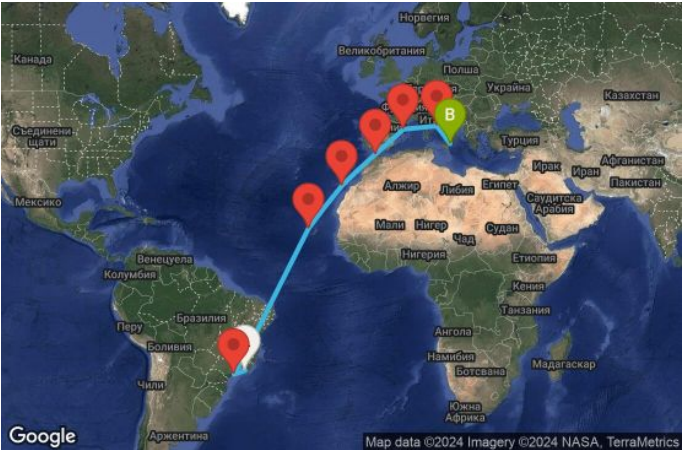 Норвегия
Канада
Великобритания
Полша
Украйна
Казахстан
Ит
Съединени
щати
Турция
Афганистан
Ирак
Иран
Пакистан
Алжир
Либия
Египет
Саудитска
Арабия
Мексико
Мали
Нигер
Чад
Судан
Венецуела
Нигерия
Етиопия
Колумбия
Кения
Бразилия
Танзания
Перу
Ангола
Боливия
Намибия
Мадагаскар
Ботсвана
Чили
Южна
Африка
Аржентина
B
Google
Map data ©2024 Imagery ©2024 NASA, TerraMetrics